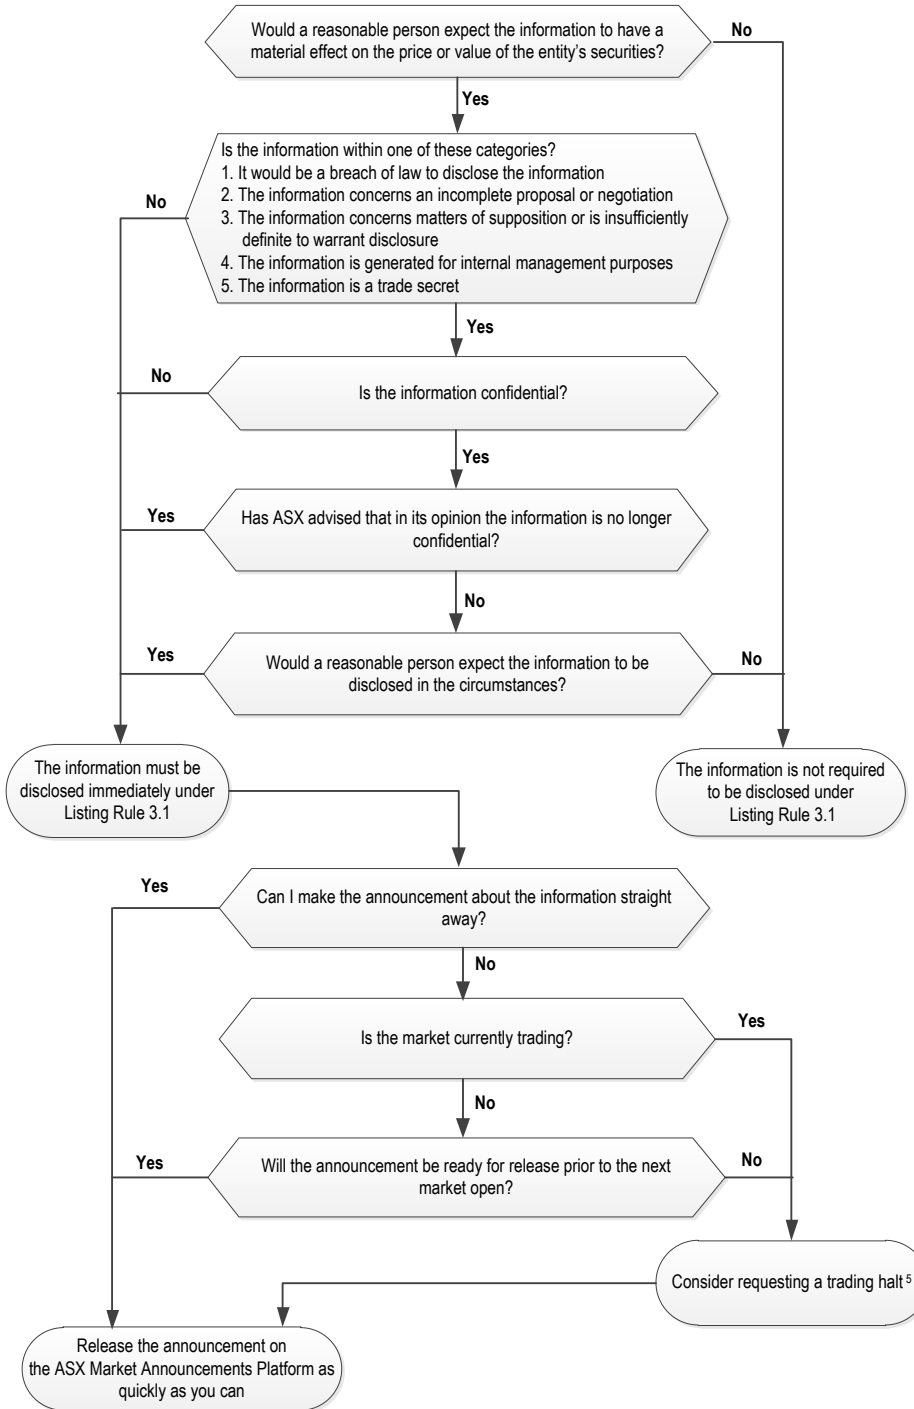 Would a reasonable person expect the information to have a
material effect on the price or value of the entity's securities?
No
Yes
Is the information within one of these categories?
1. It would be a breach of law to disclose the information
2. The information concerns an incomplete proposal or negotiation
3. The information concerns matters of supposition or is insufficiently
definite to warrant disclosure
4. The information is generated for internal management purposes
5. The information is a trade secret
No
Yes
Is the information confidential?
No
Yes
Has ASX advised that in its opinion the information is no longer
confidential?
Yes
No
Would a reasonable person expect the information to be
disclosed in the circumstances?
Yes
No
The information must be
disclosed immediately under
Listing Rule 3.1
The information is not required
to be disclosed under
Listing Rule 3.1
Can I make the announcement about the information straight
away?
Yes
No
Is the market currently trading?
Yes
No
Will the announcement be ready for release prior to the next
market open?
Yes
No
Consider requesting a trading halt 5
Release the announcement on
the ASX Market Announcements Platform as
quickly as you can